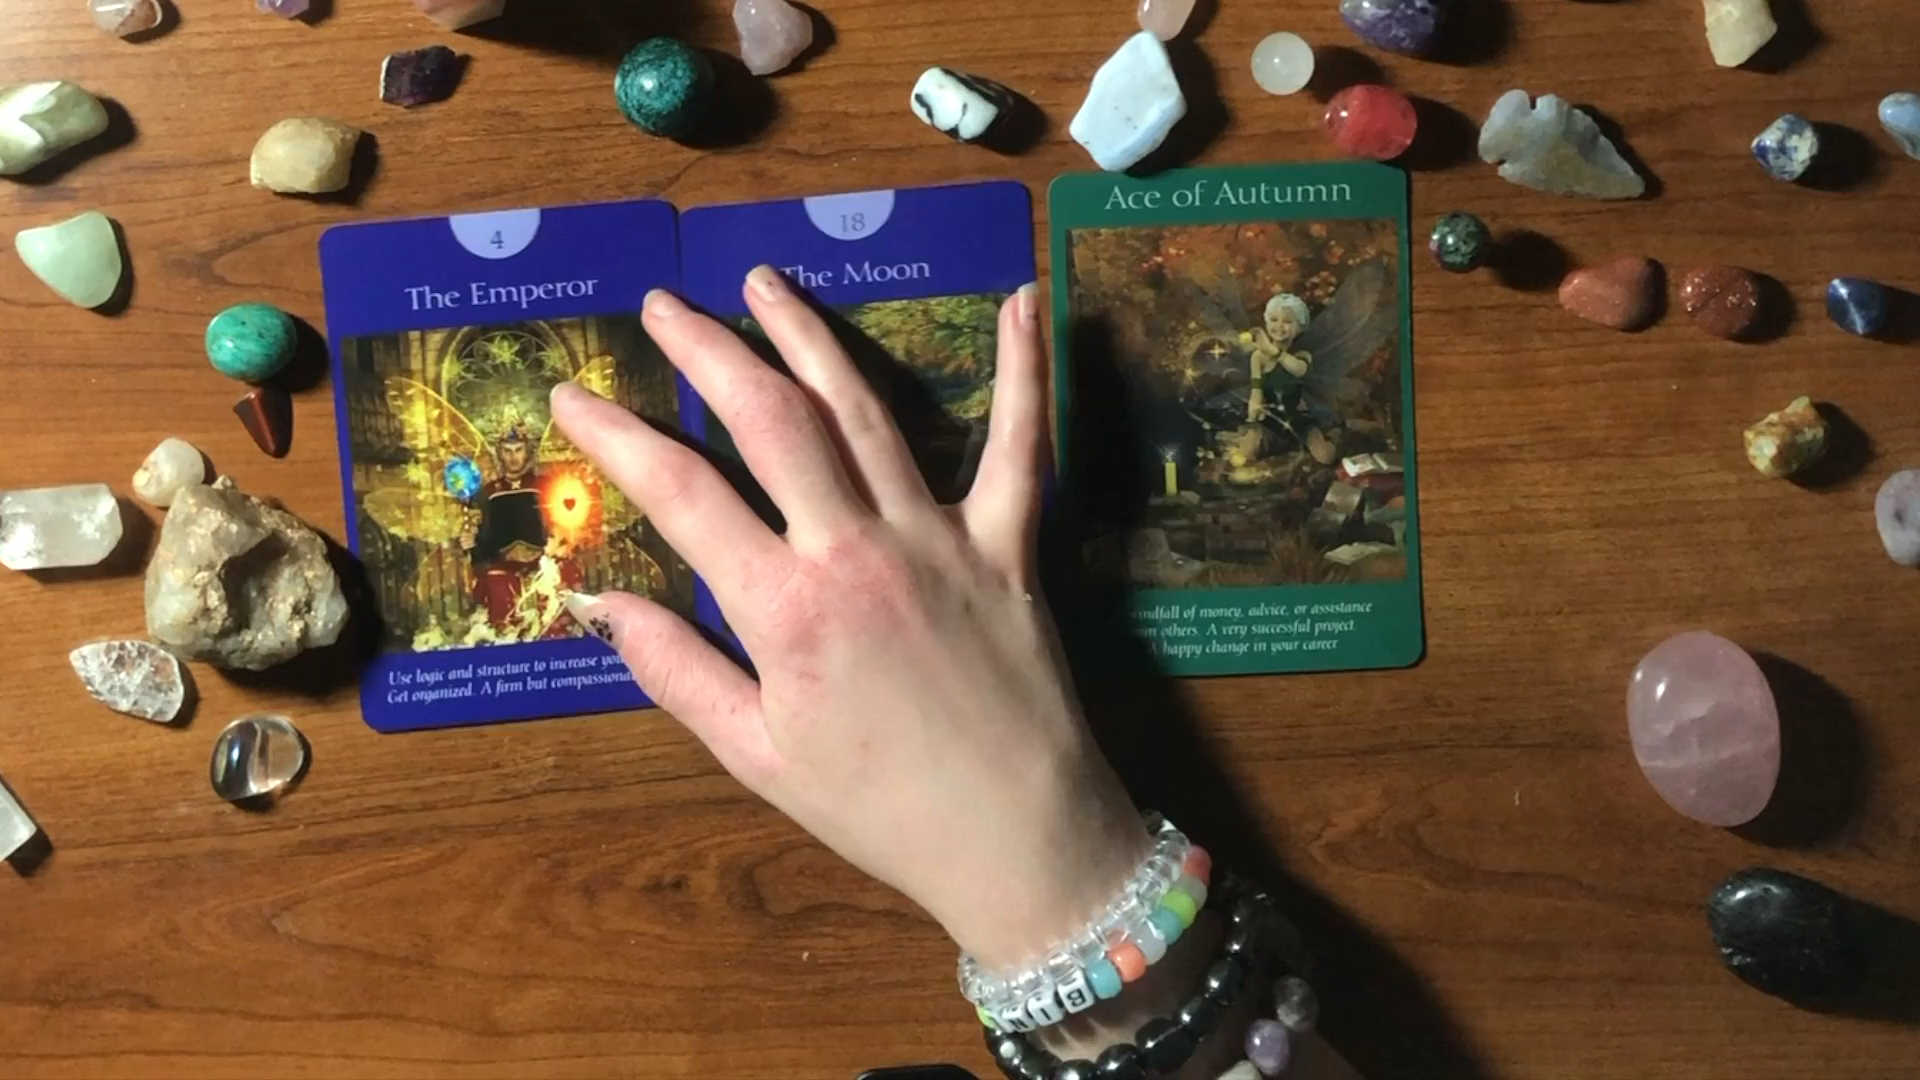 4
The Emperor
Use logic and structure to increase
Get organized. A firm but
18
The Moon
Ace of Autumn
of money, advice, or assistance
others. A very successful project.
A happy change in your career